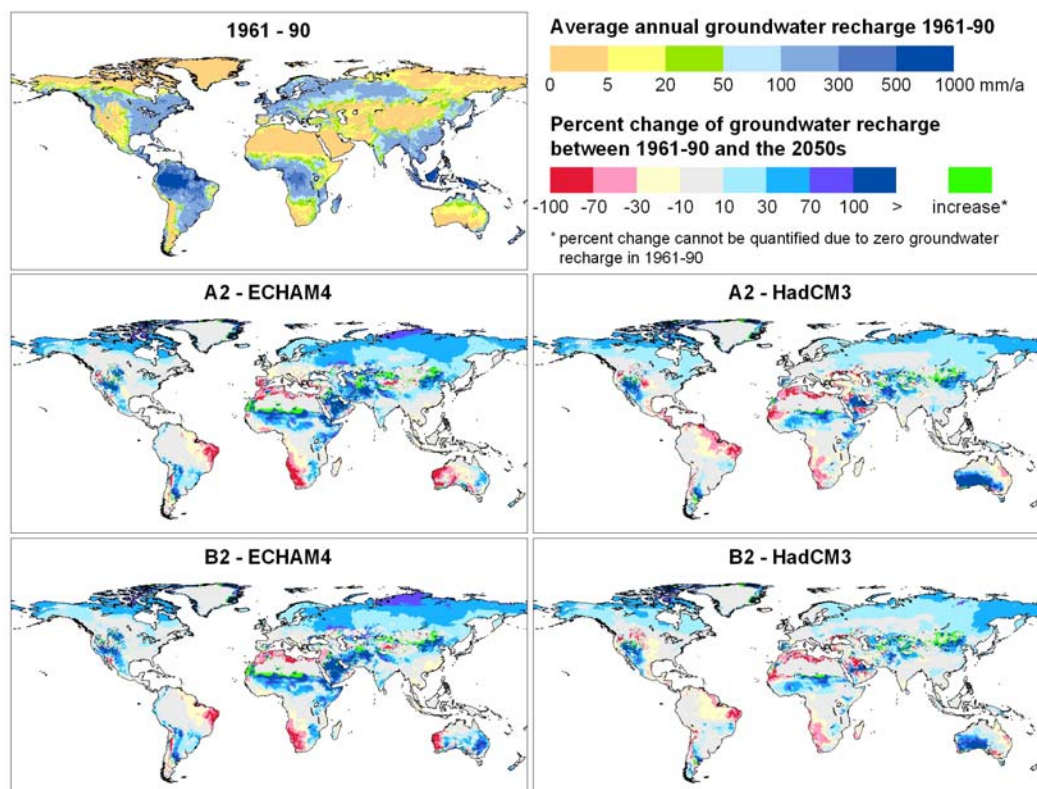 1961 - 90
Average annual groundwater recharge 1961-90
0 5 20 50 100 300 500 1000 mm/a
Percent change of groundwater recharge
between 1961-90 and the 2050s
-100 -70 -30 -10 10 30 70 100 > increase*
* percent change cannot be quantified due to zero groundwater
recharge in 1961-90
A2 - ECHAM4
A2 - HadCM3
B2 - ECHAM4
B2 - HadCM3